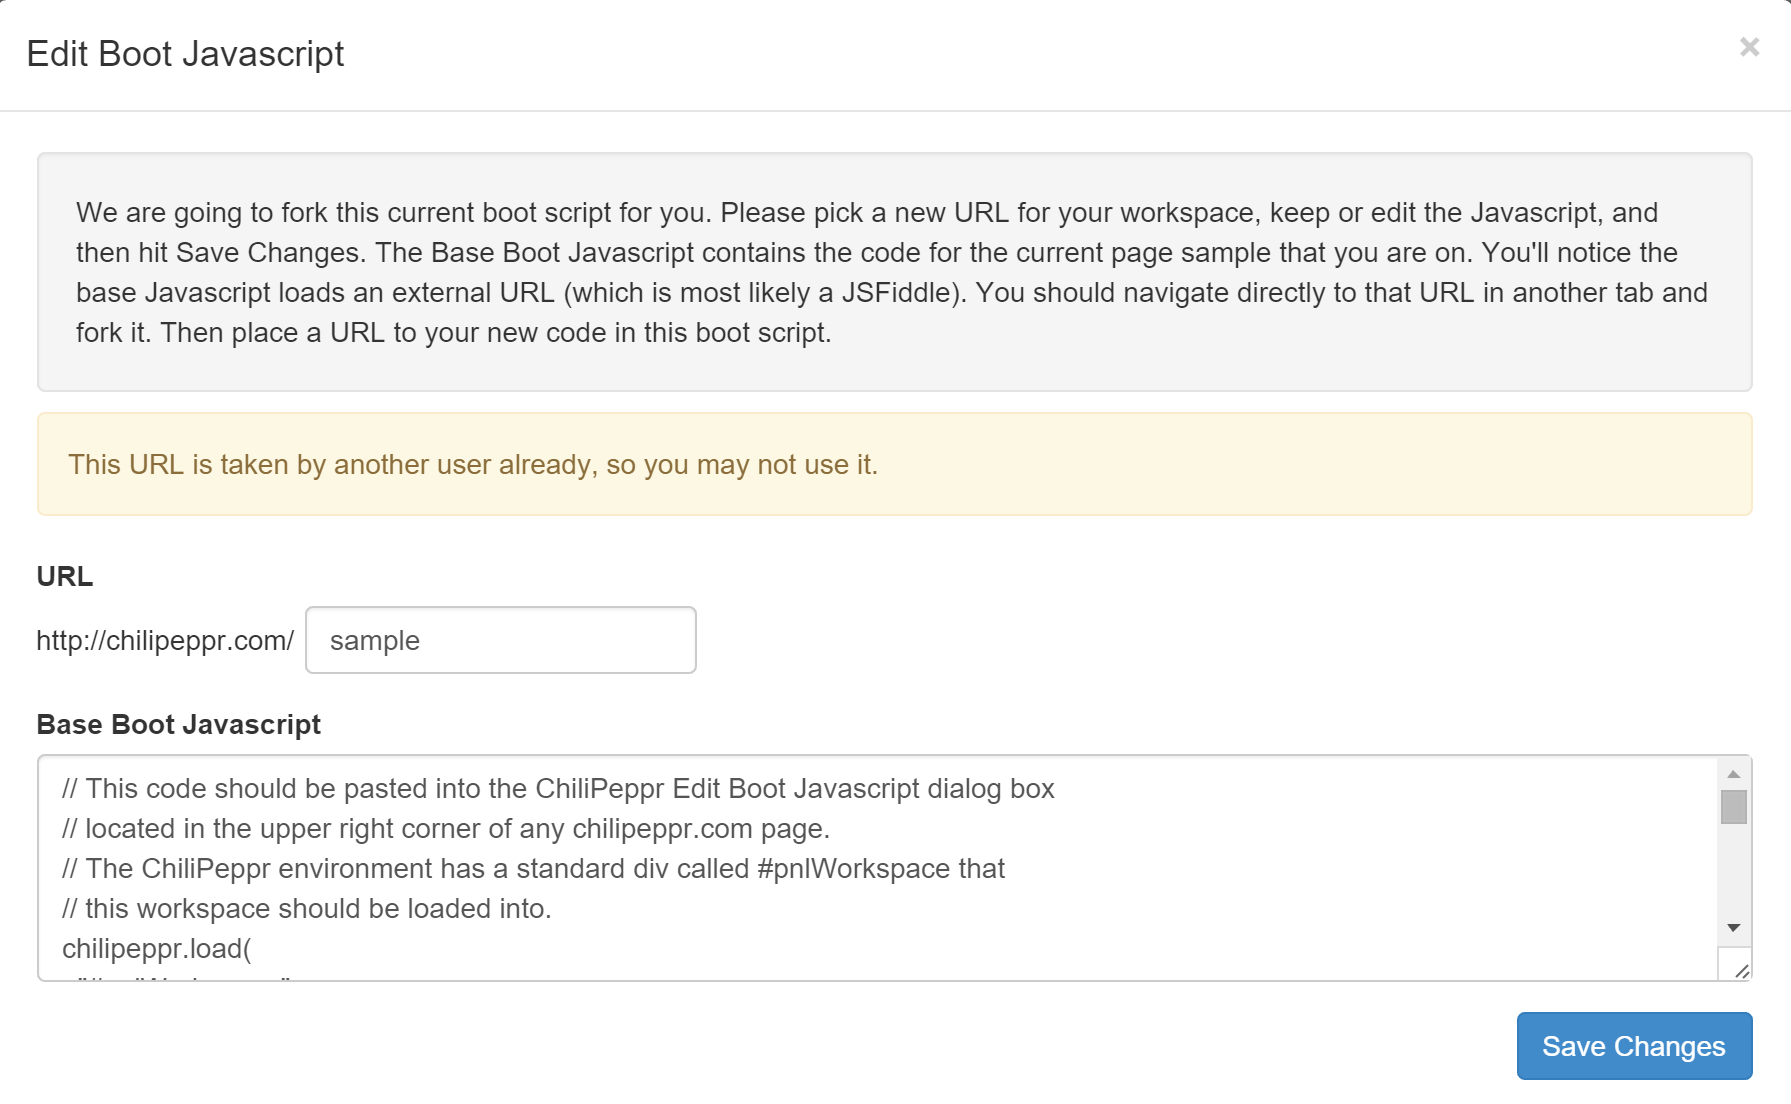 Edit Boot Javascript
×
We are going to fork this current boot script for you. Please pick a new URL for your workspace, keep or edit the Javascript, and
then hit Save Changes. The Base Boot Javascript contains the code for the current page sample that you are on. You'll notice the
base Javascript loads an external URL (which is most likely a JSFiddle). You should navigate directly to that URL in another tab and
fork it. Then place a URL to your new code in this boot script.
This URL is taken by another user already, so you may not use it.
URL
http://chilipeppr.com/ sample
Base Boot Javascript
// This code should be pasted into the ChiliPeppr Edit Boot Javascript dialog box
// located in the upper right corner of any chilipeppr.com page.
// The ChiliPeppr environment has a standard div called #pnlWorkspace that
// this workspace should be loaded into.
chilipeppr.load(
Save Changes